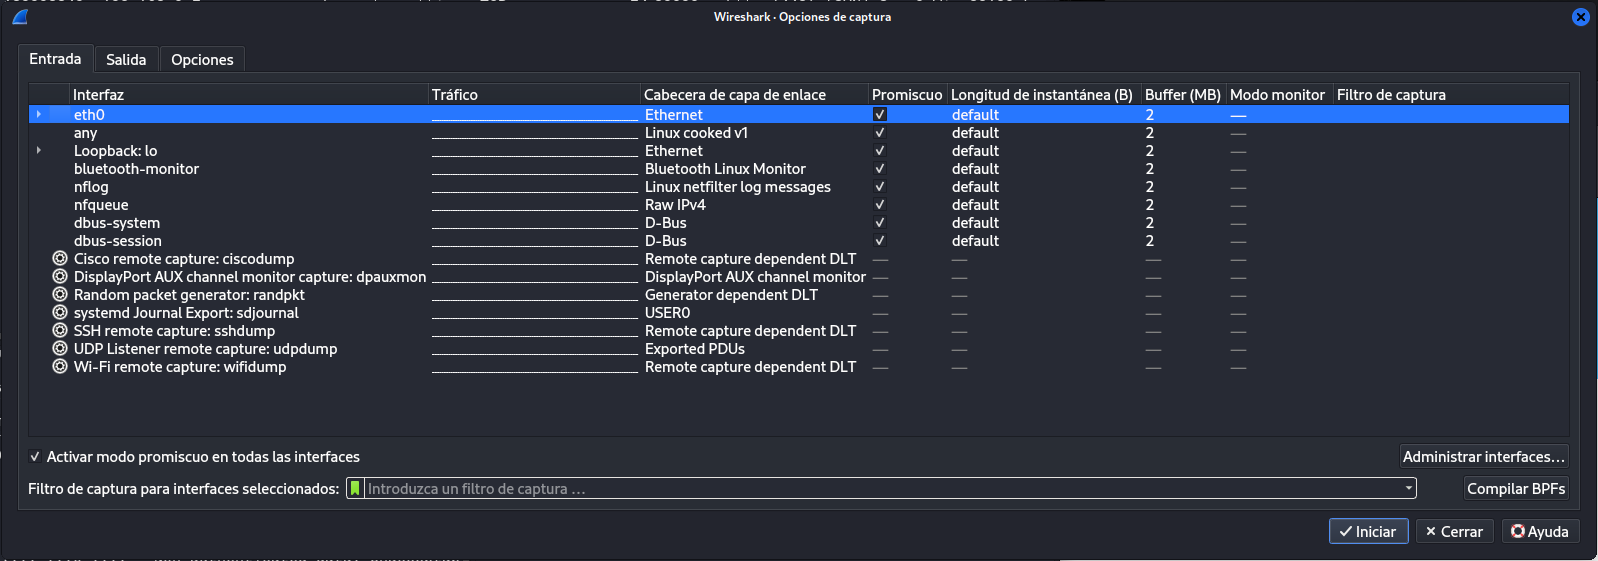 Wireshark · Opciones de captura
Entrada Salida Opciones
Interfaz Tráfico Cabecera de capa de enlace Promiscuo Longitud de instantánea (B) Buffer (MB) Modo monitor Filtro de captura
eth0 Ethernet ✓ default 2 —
any Linux cooked v1 ✓ default 2 —
Loopback: lo Ethernet ✓ default 2 —
bluetooth-monitor Bluetooth Linux Monitor ✓ default 2 —
nflog Linux netfilter log messages ✓ default 2 —
nfqueue Raw IPv4 ✓ default 2 —
dbus-system D-Bus ✓ default 2 —
dbus-session D-Bus ✓ default 2 —
Cisco remote capture: ciscodump Remote capture dependent DLT — — — —
DisplayPort AUX channel monitor capture: dpauxmon DisplayPort AUX channel monitor — — — —
Random packet generator: randpkt Generator dependent DLT — — — —
systemd Journal Export: sdjournal USER0 — — — —
SSH remote capture: sshdump Remote capture dependent DLT — — — —
UDP Listener remote capture: udpdump Exported PDUs — — — —
Wi-Fi remote capture: wifidump Remote capture dependent DLT — — — —
✓ Activar modo promiscuo en todas las interfaces Administrar interfaces...
Filtro de captura para interfaces seleccionados: Introduzca un filtro de captura ... Compilar BPFs
Iniciar Cerrar Ayuda